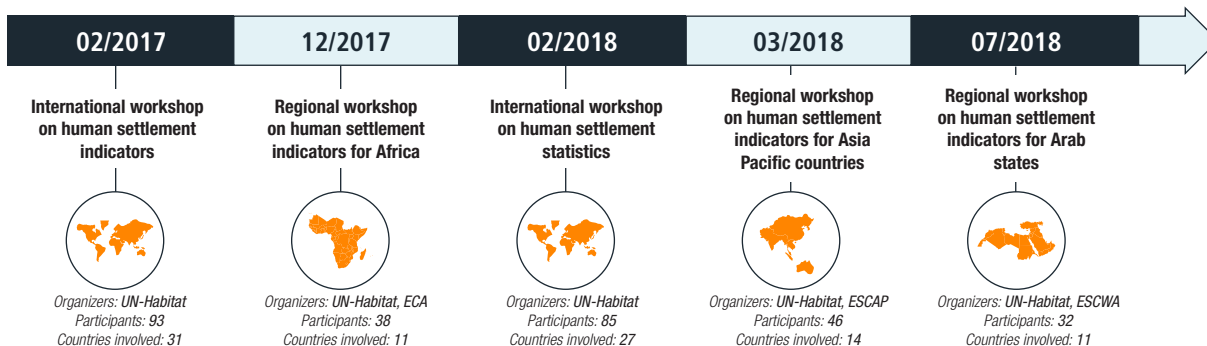 02/2017
12/2017
02/2018
03/2018
07/2018
International workshop
on human settlement
indicators
Regional workshop
on human settlement
indicators for Africa
International workshop
on human settlement
statistics
Regional workshop
on human settlement
indicators for Asia
Pacific countries
Regional workshop
on human settlement
indicators for Arab
states
Organizers: UN-Habitat
Participants: 93
Countries involved: 31
Organizers: UN-Habitat, ECA
Participants: 38
Countries involved: 11
Organizers: UN-Habitat
Participants: 85
Countries involved: 27
Organizers: UN-Habitat, ESCAP
Participants: 46
Countries involved: 14
Organizers: UN-Habitat, ESCWA
Participants: 32
Countries involved: 11